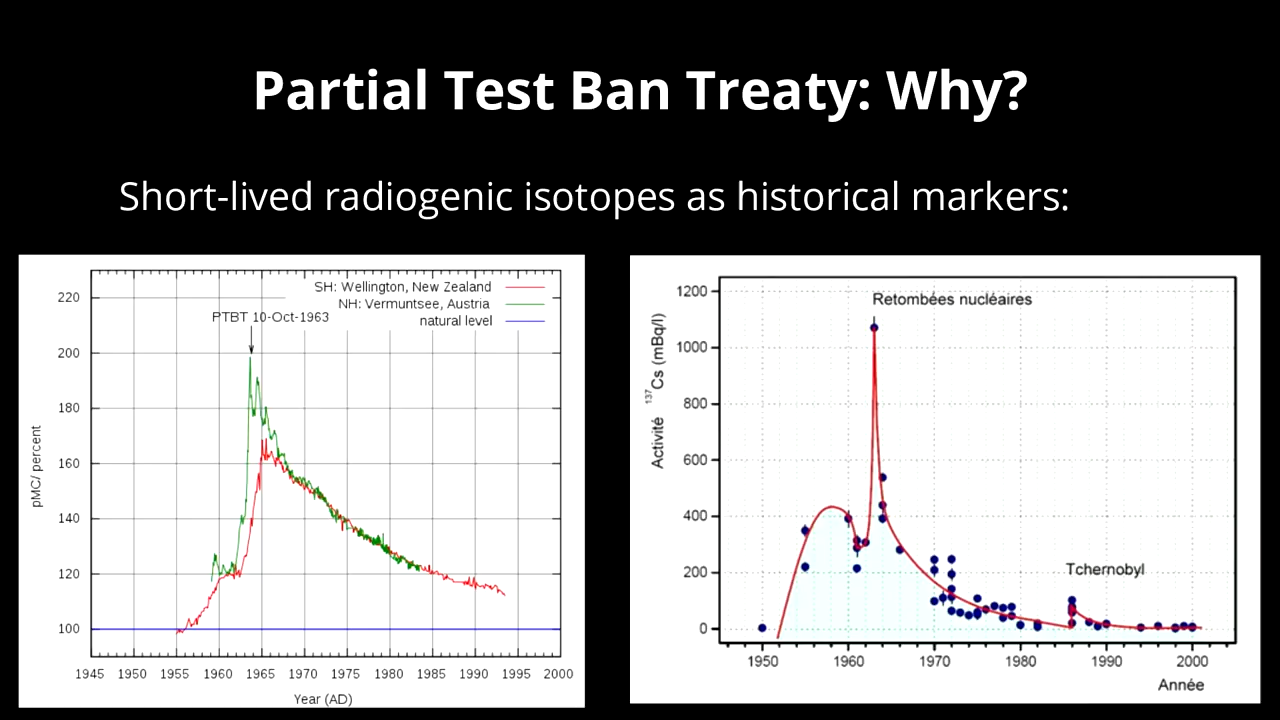 Partial Test Ban Treaty: Why?
Short-lived radiogenic isotopes as historical markers:
SH: Wellington, New Zealand
NH: Vermuntsee, Austria
natural level
PTBT 10-Oct-1963
220
200
180
160
140
120
100
pMC/ percent
1945 1950 1955 1960 1965 1970 1975 1980 1985 1990 1995 2000
Year (AD)
Retombées nucléaires
Tchernobyl
1200
1000
800
600
400
200
0
Activité ¹³⁷Cs (mBq/l)
1950 1960 1970 1980 1990 2000
Année